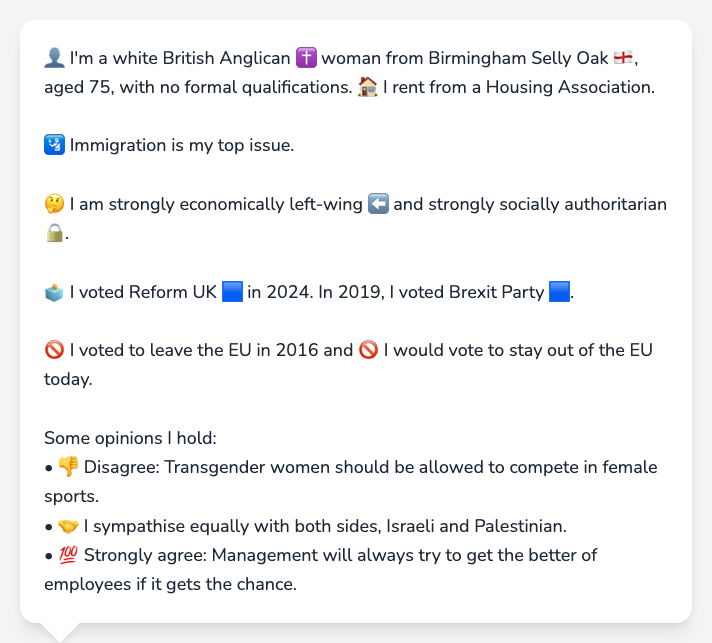 👤 I'm a white British Anglican ✝️ woman from Birmingham Selly Oak 🏴󠁧󠁢󠁥󠁮󠁧󠁿,
aged 75, with no formal qualifications. 🏠 I rent from a Housing Association.
🛂 Immigration is my top issue.
🤔 I am strongly economically left-wing ⬅️ and strongly socially authoritarian
🔒.
🗳️ I voted Reform UK 🟦 in 2024. In 2019, I voted Brexit Party 🟦.
🚫 I voted to leave the EU in 2016 and 🚫 I would vote to stay out of the EU
today.
Some opinions I hold:
• 👎 Disagree: Transgender women should be allowed to compete in female
sports.
• 🤝 I sympathise equally with both sides, Israeli and Palestinian.
• 💯 Strongly agree: Management will always try to get the better of
employees if it gets the chance.